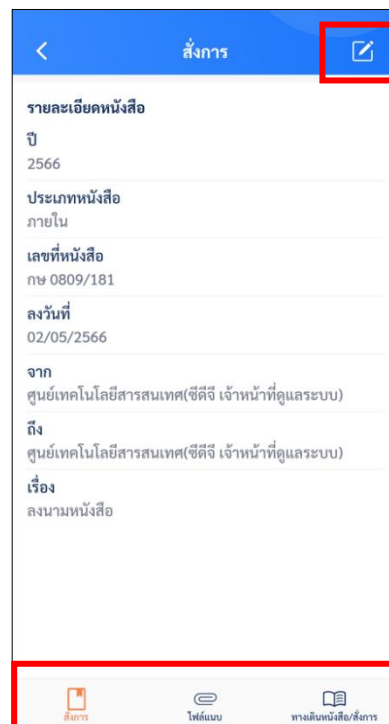 สั่งการ
รายละเอียดหนังสือ
ปี
2566
ประเภทหนังสือ
ภายใน
เลขที่หนังสือ
กษ 0809/181
ลงวันที่
02/05/2566
จาก
ศูนย์เทคโนโลยีสารสนเทศ(ซีดีจี เจ้าหน้าที่ดูแลระบบ)
ถึง
ศูนย์เทคโนโลยีสารสนเทศ(ซีดีจี เจ้าหน้าที่ดูแลระบบ)
เรื่อง
ลงนามหนังสือ
สั่งการ ไฟล์แนบ ทางเดินหนังสือ/สั่งการ